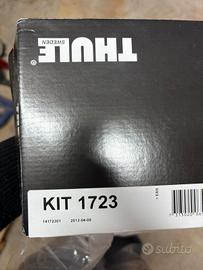 THULE
SWEDEN
KIT 1723
14172301
2013-04-09
subito